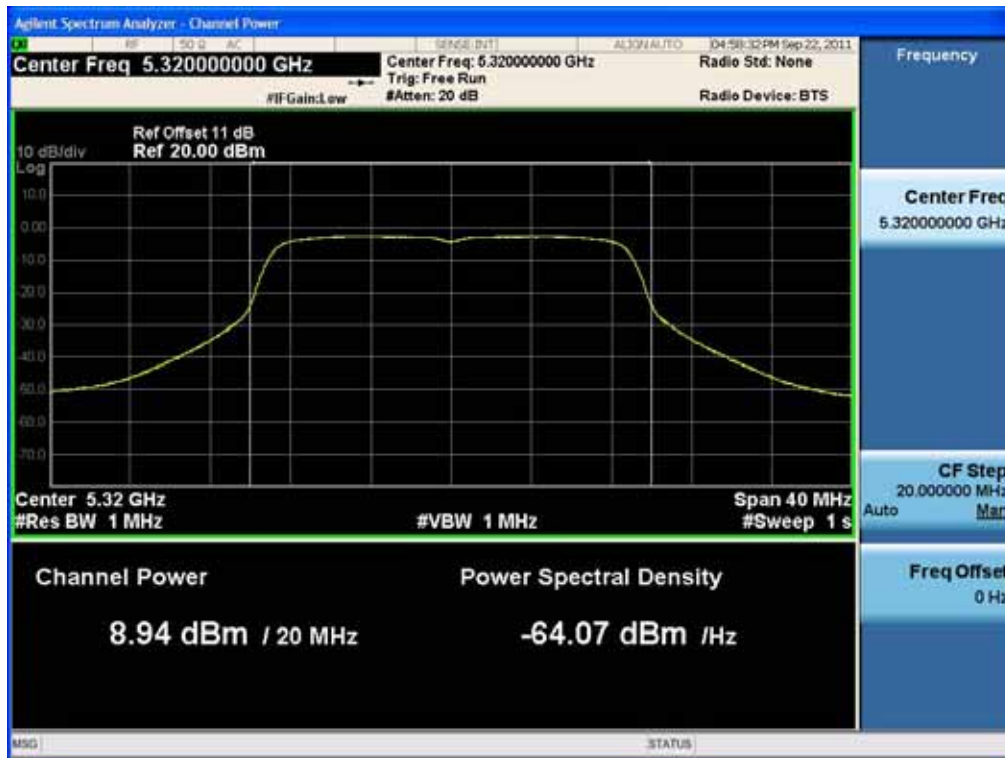 Agilent Spectrum Analyzer - Channel Power
RF 50 Ω AC SENSE:INT ALIGNAUTO 04:58:32PM Sep 22, 2011
Center Freq 5.320000000 GHz
Center Freq: 5.320000000 GHz
Radio Std: None
Trig: Free Run
#IFGain:Low
#Atten: 20 dB
Radio Device: BTS
Ref Offset 11 dB
10 dB/div Ref 20.00 dBm
Log
10.0
0.00
-10.0
-20.0
-30.0
-40.0
-50.0
-60.0
-70.0
Center 5.32 GHz
Span 40 MHz
#Res BW 1 MHz
#VBW 1 MHz
#Sweep 1 s
Channel Power
Power Spectral Density
8.94 dBm / 20 MHz
-64.07 dBm /Hz
MSG
STATUS
Frequency
Center Freq
5.320000000 GHz
CF Step
20.000000 MHz
Auto Man
Freq Offset
0 Hz